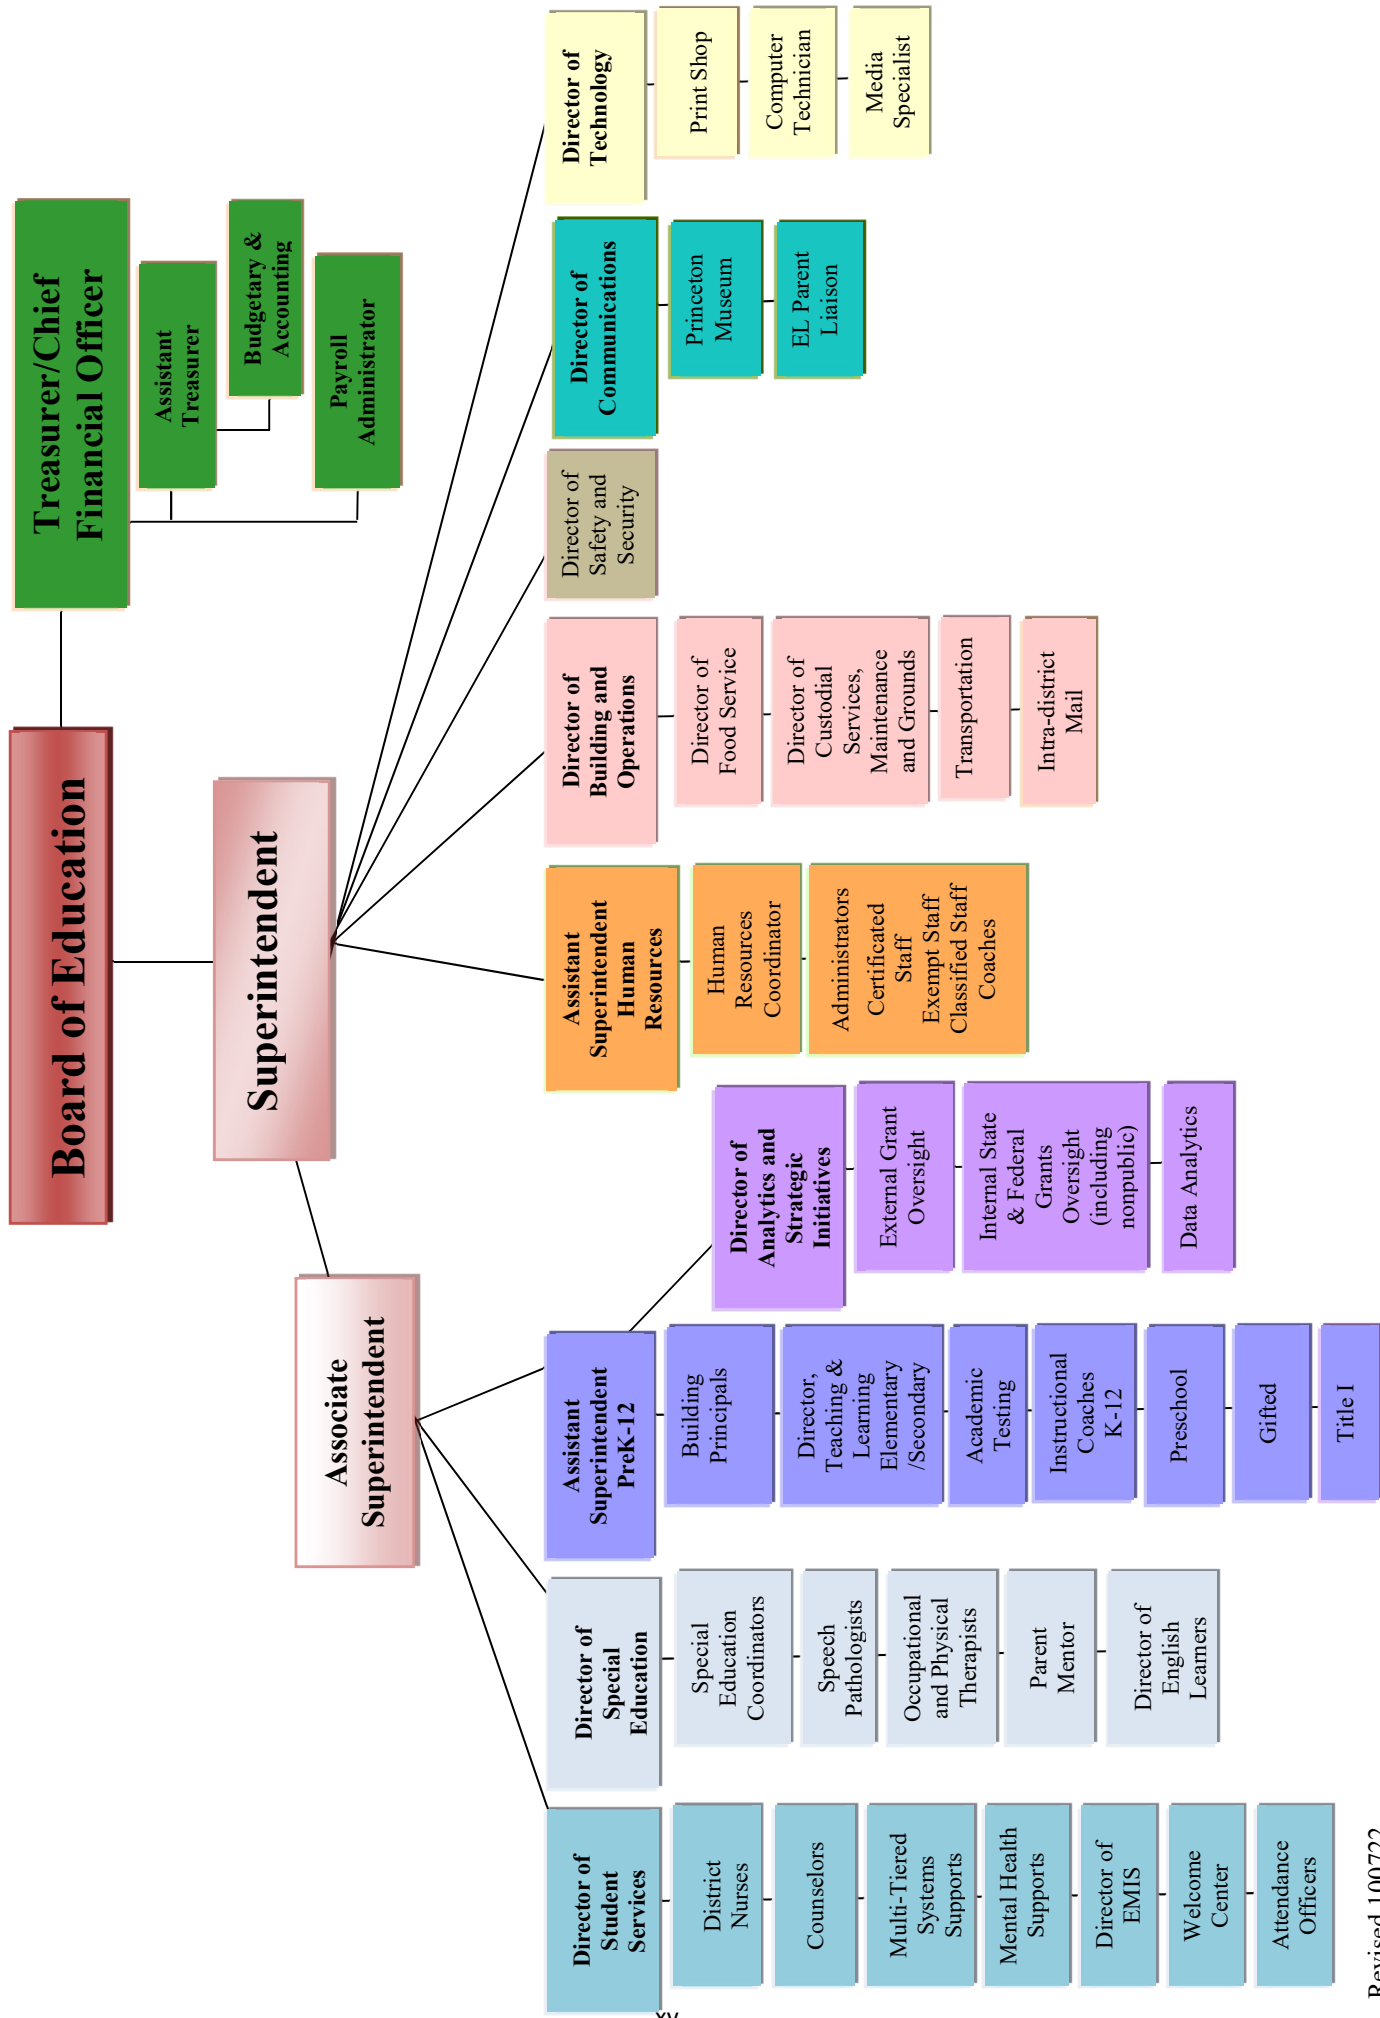 Board of Education
Treasurer/Chief
Financial Officer
Assistant
Treasurer
Budgetary &
Accounting
Payroll
Administrator
Superintendent
Associate
Superintendent
Director of
Student
Services
District
Nurses
Counselors
Multi-Tiered
Systems
Supports
Mental Health
Supports
Director of
EMIS
Welcome
Center
Attendance
Officers
Director of
Special
Education
Special
Education
Coordinators
Speech
Pathologists
Occupational
and Physical
Therapists
Parent
Mentor
Director of
English
Learners
Assistant
Superintendent
PreK-12
Building
Principals
Director,
Teaching &
Learning
Elementary
/Secondary
Academic
Testing
Instructional
Coaches
K-12
Preschool
Gifted
Title I
Director of
Analytics and
Strategic
Initiatives
External Grant
Oversight
Internal State
& Federal
Grants
Oversight
(including
nonpublic)
Data Analytics
Assistant
Superintendent
Human
Resources
Human
Resources
Coordinator
Administrators
Certificated
Staff
Exempt Staff
Classified Staff
Coaches
Director of
Building and
Operations
Director of
Food Service
Director of
Custodial
Services,
Maintenance
and Grounds
Transportation
Intra-district
Mail
Director of
Safety and
Security
Director of
Communications
Princeton
Museum
EL Parent
Liaison
Director of
Technology
Print Shop
Computer
Technician
Media
Specialist
Revised 100722
xv